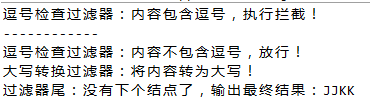 逗号检查过滤器：内容包含逗号，执行拦截！
------------
逗号检查过滤器：内容不包含逗号，放行！
大写转换过滤器：将内容转为大写！
过滤器尾：没有下个结点了，输出最终结果：JJKK